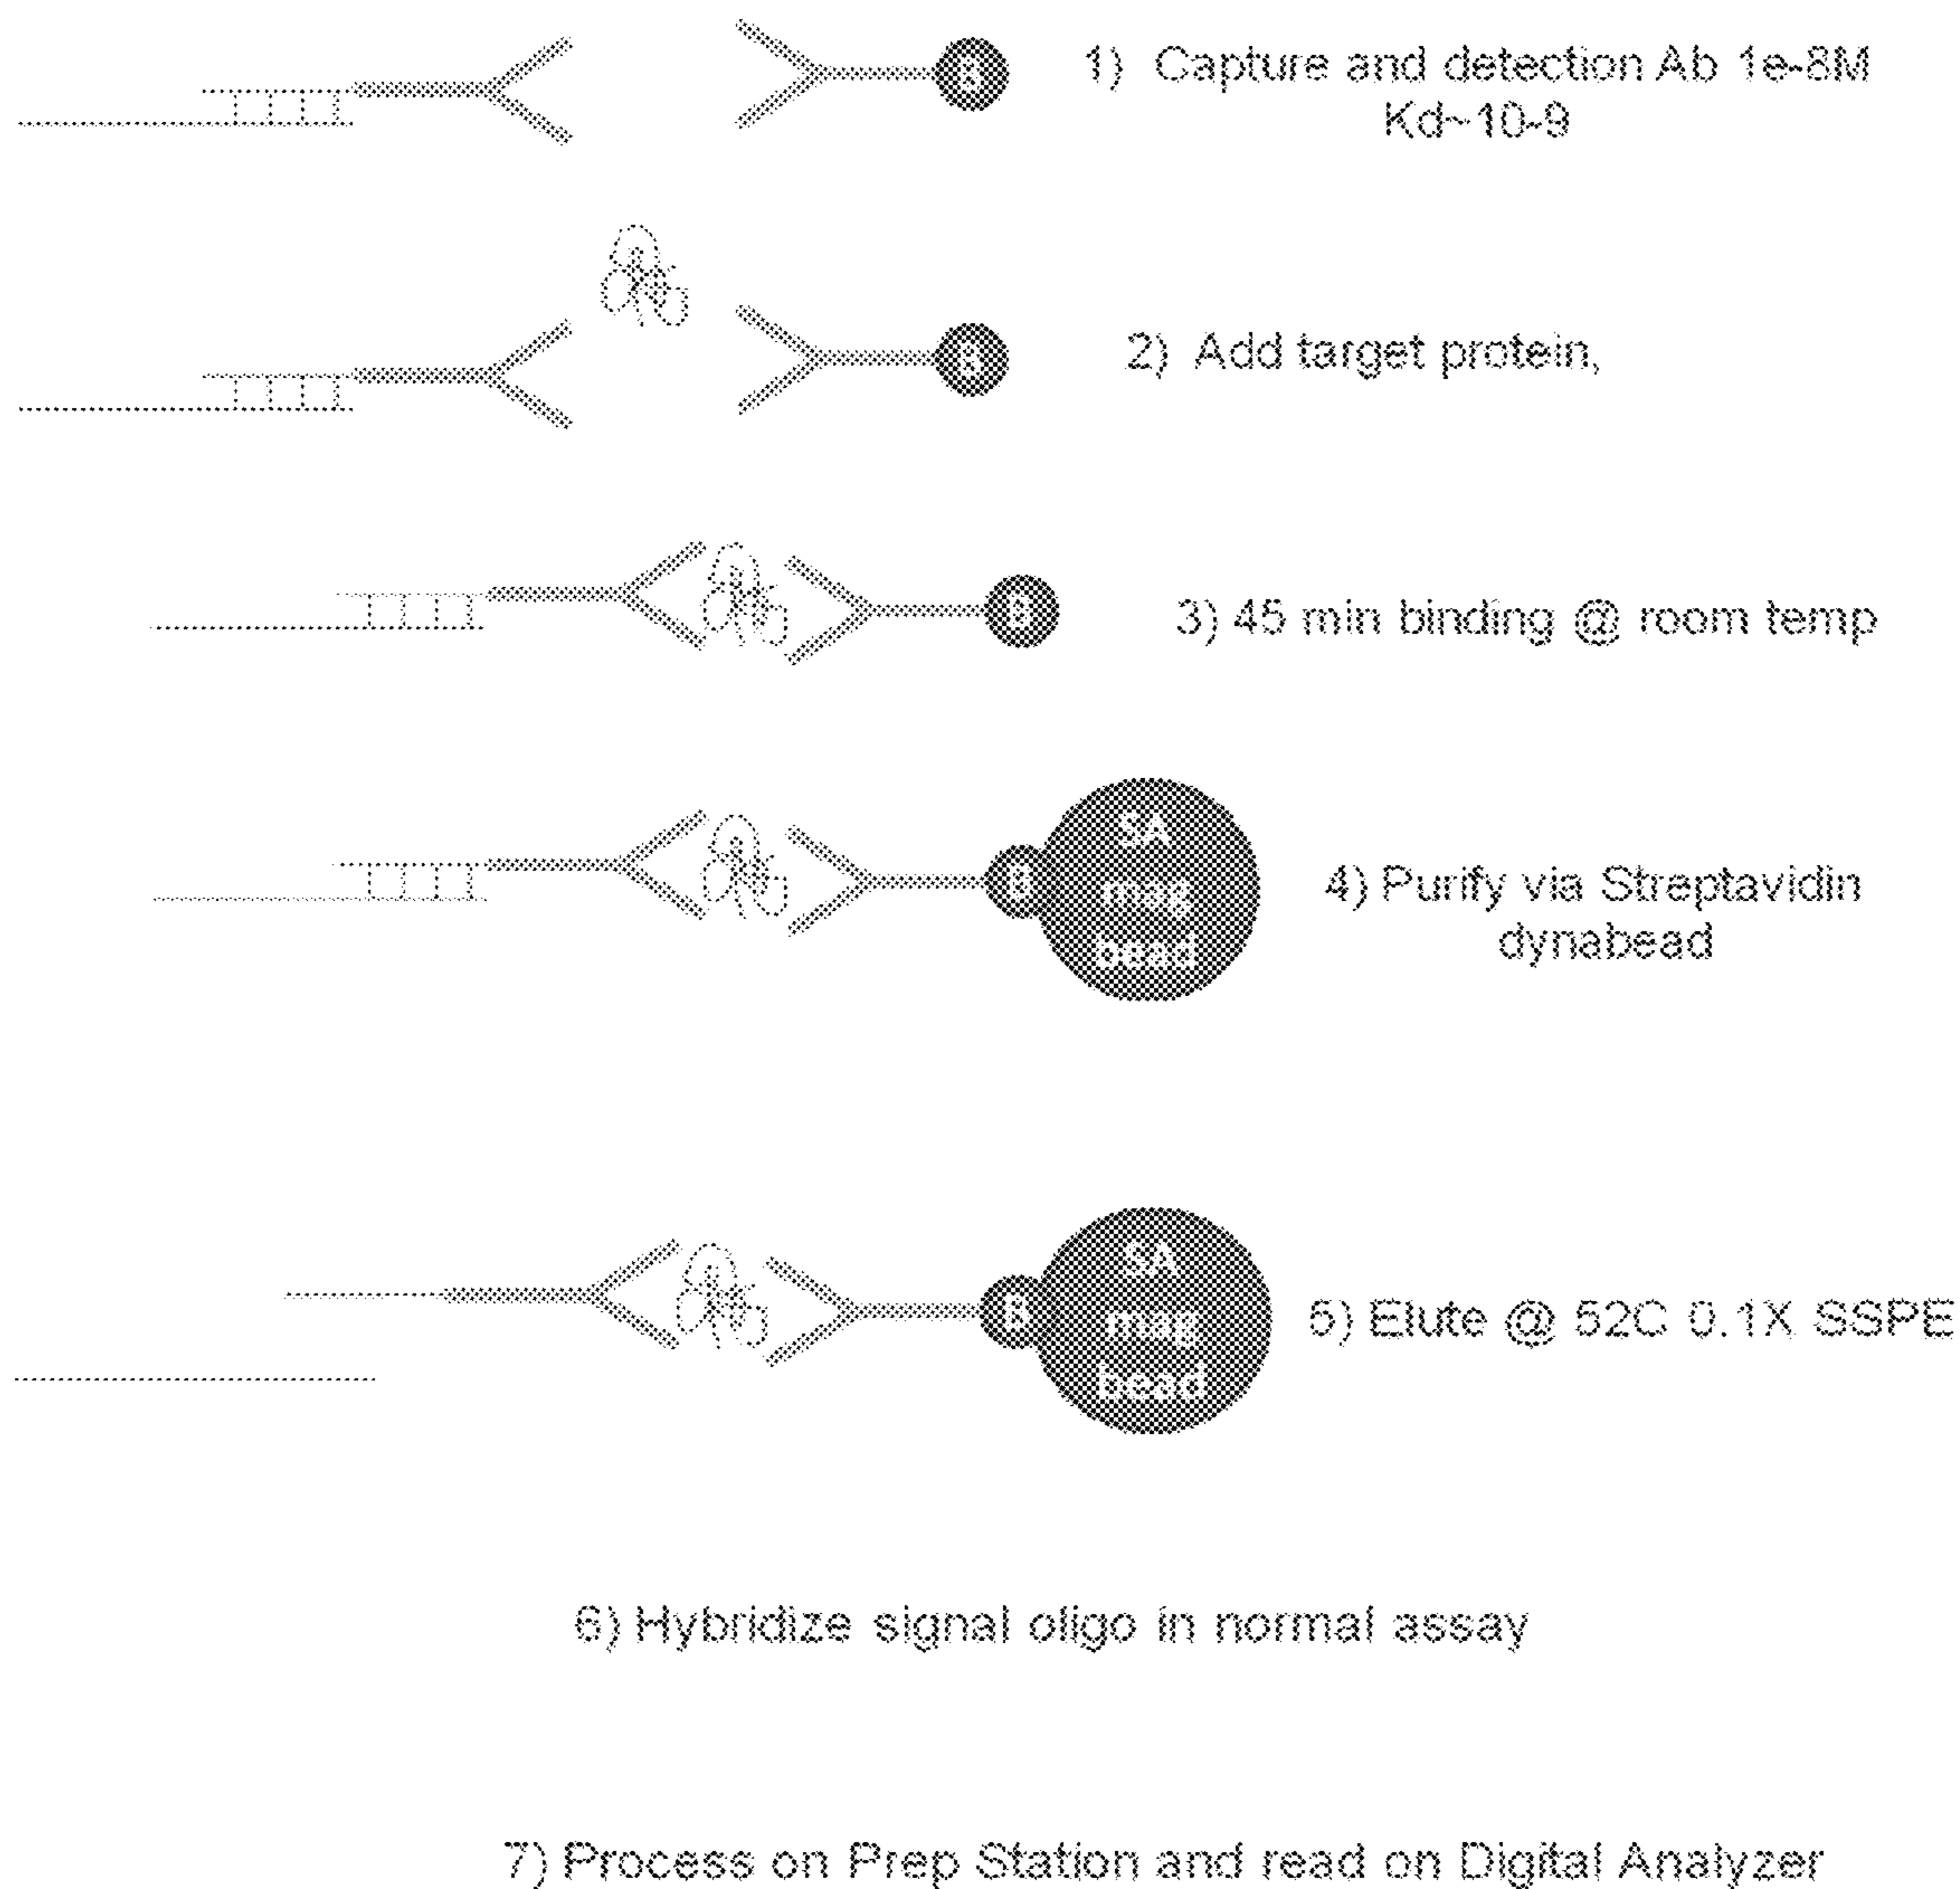 B
1) Capture and detection Ab 1e-8M
Kd~10-9
B
2) Add target protein,
B
3) 45 min binding @ room temp
B
SA
mag
bead
4) Purify via Streptavidin
dynabead
B
SA
mag
bead
5) Elute @ 52C 0.1X SSPE
6) Hybridize signal oligo in normal assay
7) Process on Prep Station and read on Digital Analyzer